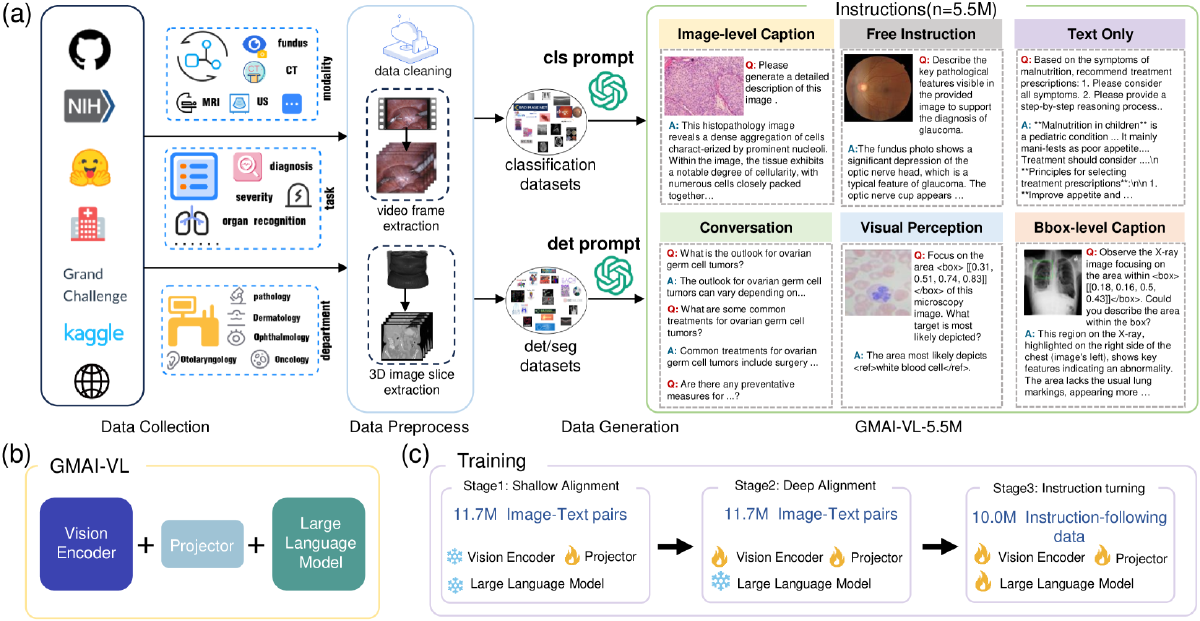 (a)
NIH
Grand
Challenge
kaggle
Data Collection
fundus
CT
MRI
US
modality
diagnosis
severity
organ recognition
......
task
pathology
Dermatology
Ophthalmology
Otolaryngology
Oncology
department
data cleaning
video frame
extraction
3D image slice
extraction
Data Preprocess
cls prompt
classification
datasets
det prompt
det/seg
datasets
Data Generation
Instructions(n=5.5M)
Image-level Caption
Q: Please
generate a detailed
description of this
image .
A: This histopathology image
reveals a dense aggregation of cells
charact-erized by prominent nucleoli.
Within the image, the tissue exhibits
a notable degree of cellularity, with
numerous cells closely packed
together…
Free Instruction
Q: Describe the
key pathological
features visible in
the provided
image to support
the diagnosis of
glaucoma.
A:The fundus photo shows a
significant depression of the
optic nerve head, which is a
typical feature of glaucoma. The
optic nerve cup appears …
Text Only
Q: Based on the symptoms of
malnutrition, recommend treatment
prescriptions: 1. Please consider
all symptoms. 2. Please provide a
step-by-step reasoning process..
A: **Malnutrition in children** is
a pediatric condition ... It mainly
mani-fests as poor appetite....
Treatment should consider ....\n
**Principles for selecting
treatment prescriptions**:\n\n 1.
**Improve appetite and …
Conversation
Q: What is the outlook for ovarian
germ cell tumors?
A: The outlook for ovarian germ cell
tumors can vary depending on...
Q: What are some common
treatments for ovarian germ cell
tumors?
A: Common treatments for ovarian
germ cell tumors include surgery ...
Q: Are there any preventative
measures for ...?
Visual Perception
Q: Focus on the
area <box> [[0.31,
0.51, 0.74, 0.83]]
</box> of this
microscopy
image. What
target is most
likely depicted?
A: The area most likely depicts
<ref>white blood cell</ref>.
Bbox-level Caption
Q: Observe the X-ray
image focusing on
the area within <box>
[[0.18, 0.16, 0.5,
0.43]]</box>. Could
you describe the area
within the box?
A: This region on the X-ray,
highlighted on the right side of the
chest (image's left), shows key
features indicating an abnormality.
The area lacks the usual lung
markings, appearing more …
GMAI-VL-5.5M
(b)
GMAI-VL
Vision
Encoder
+
Projector
+
Large
Language
Model
(c)
Training
Stage1: Shallow Alignment
11.7M Image-Text pairs
Vision Encoder
Projector
Large Language Model
Stage2: Deep Alignment
11.7M Image-Text pairs
Vision Encoder
Projector
Large Language Model
Stage3: Instruction turning
10.0M Instruction-following
data
Vision Encoder
Projector
Large Language Model